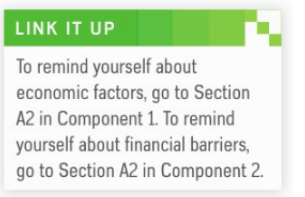 LINK IT UP
To remind yourself about
economic factors, go to Section
A2 in Component 1. To remind
yourself about financial barriers,
go to Section A2 in Component 2.